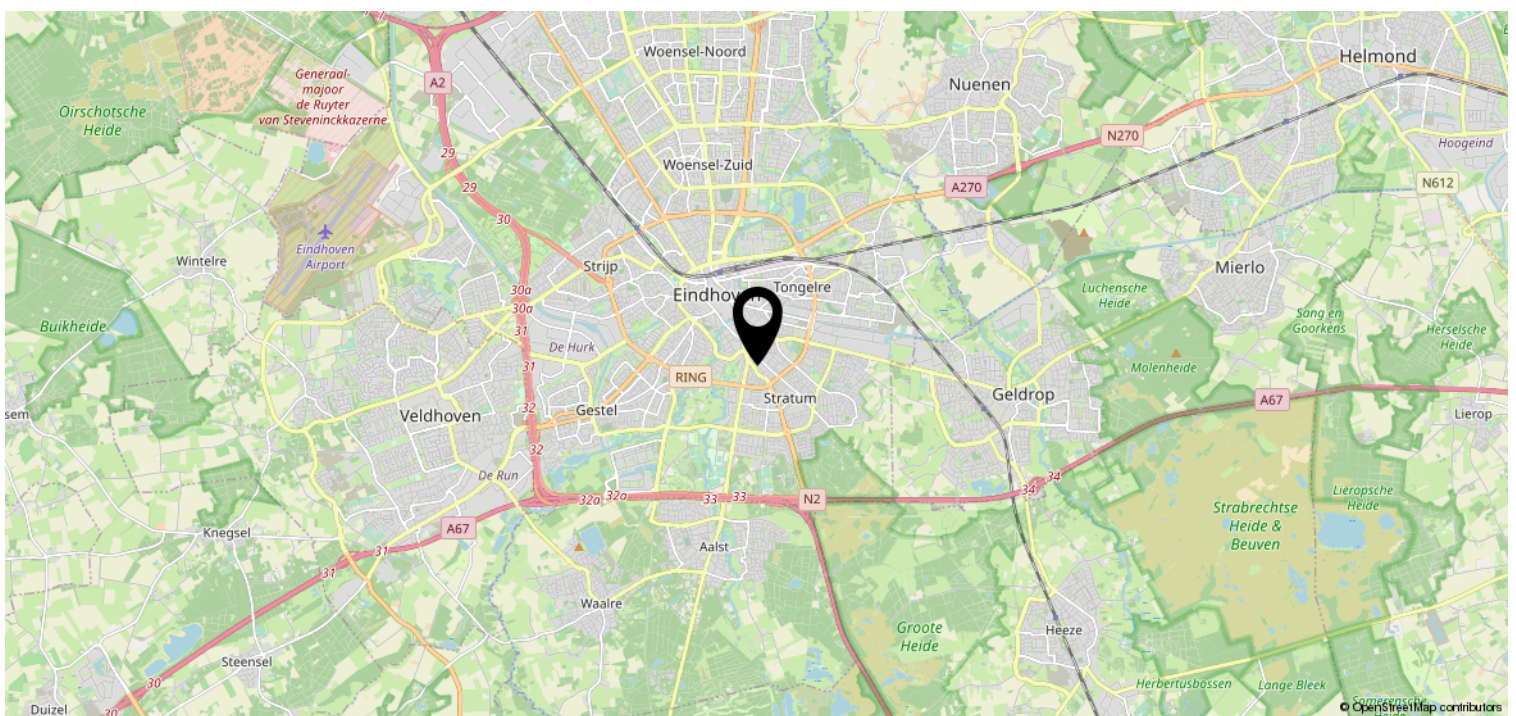 Woensel-Noord
Helmond
A2
Nuenen
Generaal-
majoor
de Ruyter
van Steveninckkazerne
Oirschotsche
Heide
N270
Hoogeind
29
Woensel-Zuid
29
A270
N612
30
Eindhoven
Airport
Wintelre
Strijp
Mierlo
Tongelre
30a
Eindhov
30a
Luchensche
Heide
Sang en
Goorkens
Buikheide
31
Herselsche
Heide
De Hurk
31
Molenheide
RING
Stratum
Geldrop
A67
32
Gestel
Veldhoven
sem
Lierop
32
De Run
34
34
32a
32a
33
33
N2
Lieropsche
Heide
Strabrechtse
Heide &
Beuven
A67
Knegsel
31
Aalst
31
Waalre
Groote
Heide
Heeze
Steensel
30
Herbertusbossen
Lange Bleek
Somerensche
30
Duizel
© OpenStreetMap contributors